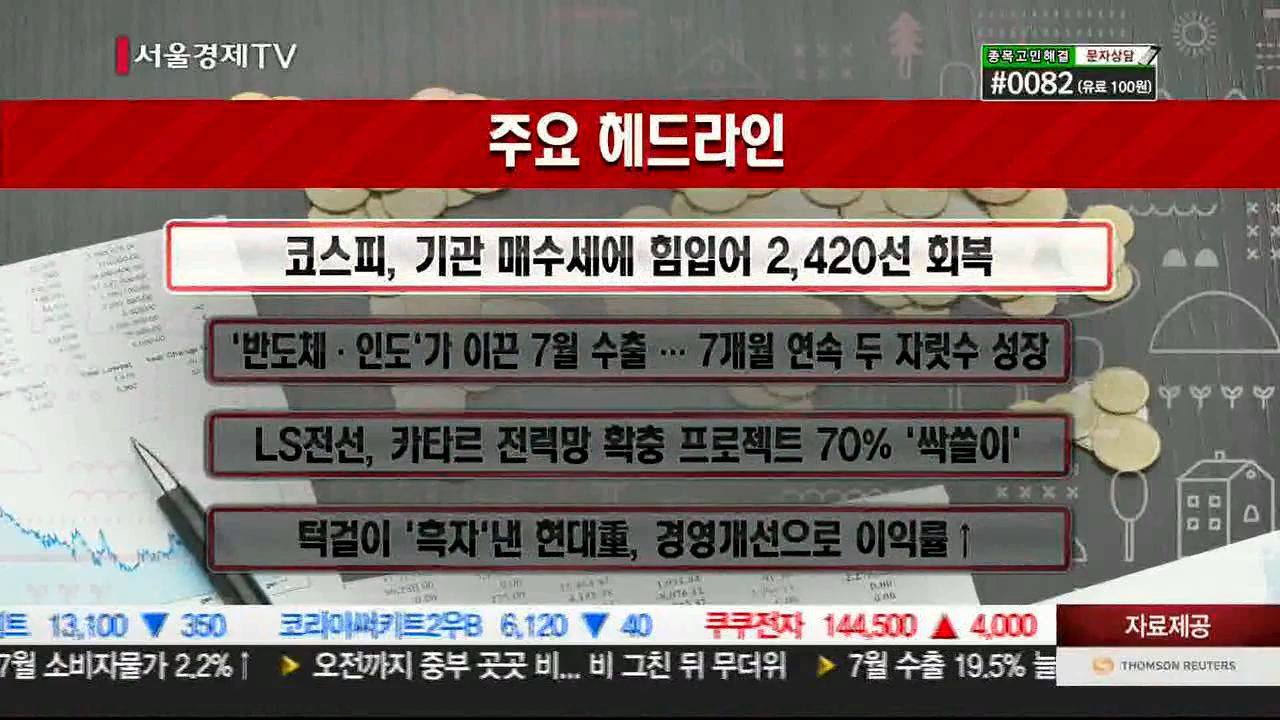 서울경제TV
종목고민해결 문자상담
#0082 (유료 100원)
주요 헤드라인
코스피, 기관 매수세에 힘입어 2,420선 회복
'반도체·인도'가 이끈 7월 수출 … 7개월 연속 두 자릿수 성장
LS전선, 카타르 전력망 확충 프로젝트 70% '싹쓸이'
턱걸이 '흑자'낸 현대重, 경영개선으로 이익률↑
13,100 ▼ 350 코리아써키트2우B 6,120 ▼ 40 쿠쿠전자 144,500 ▲ 4,000
자료제공
7월 소비자물가 2.2%↑ 오전까지 중부 곳곳 비... 비 그친 뒤 무더위 7월 수출 19.5% 늘
THOMSON REUTERS